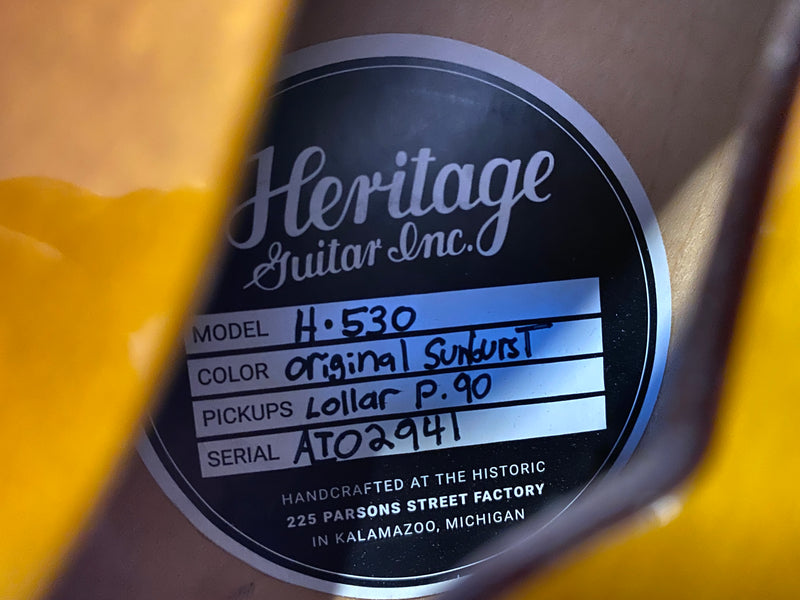 Heritage
Guitar Inc.
MODEL H·530
COLOR Original SunbursT
PICKUPS Lollar P.90
SERIAL ATO2941
HANDCRAFTED AT THE HISTORIC
225 PARSONS STREET FACTORY
IN KALAMAZOO, MICHIGAN